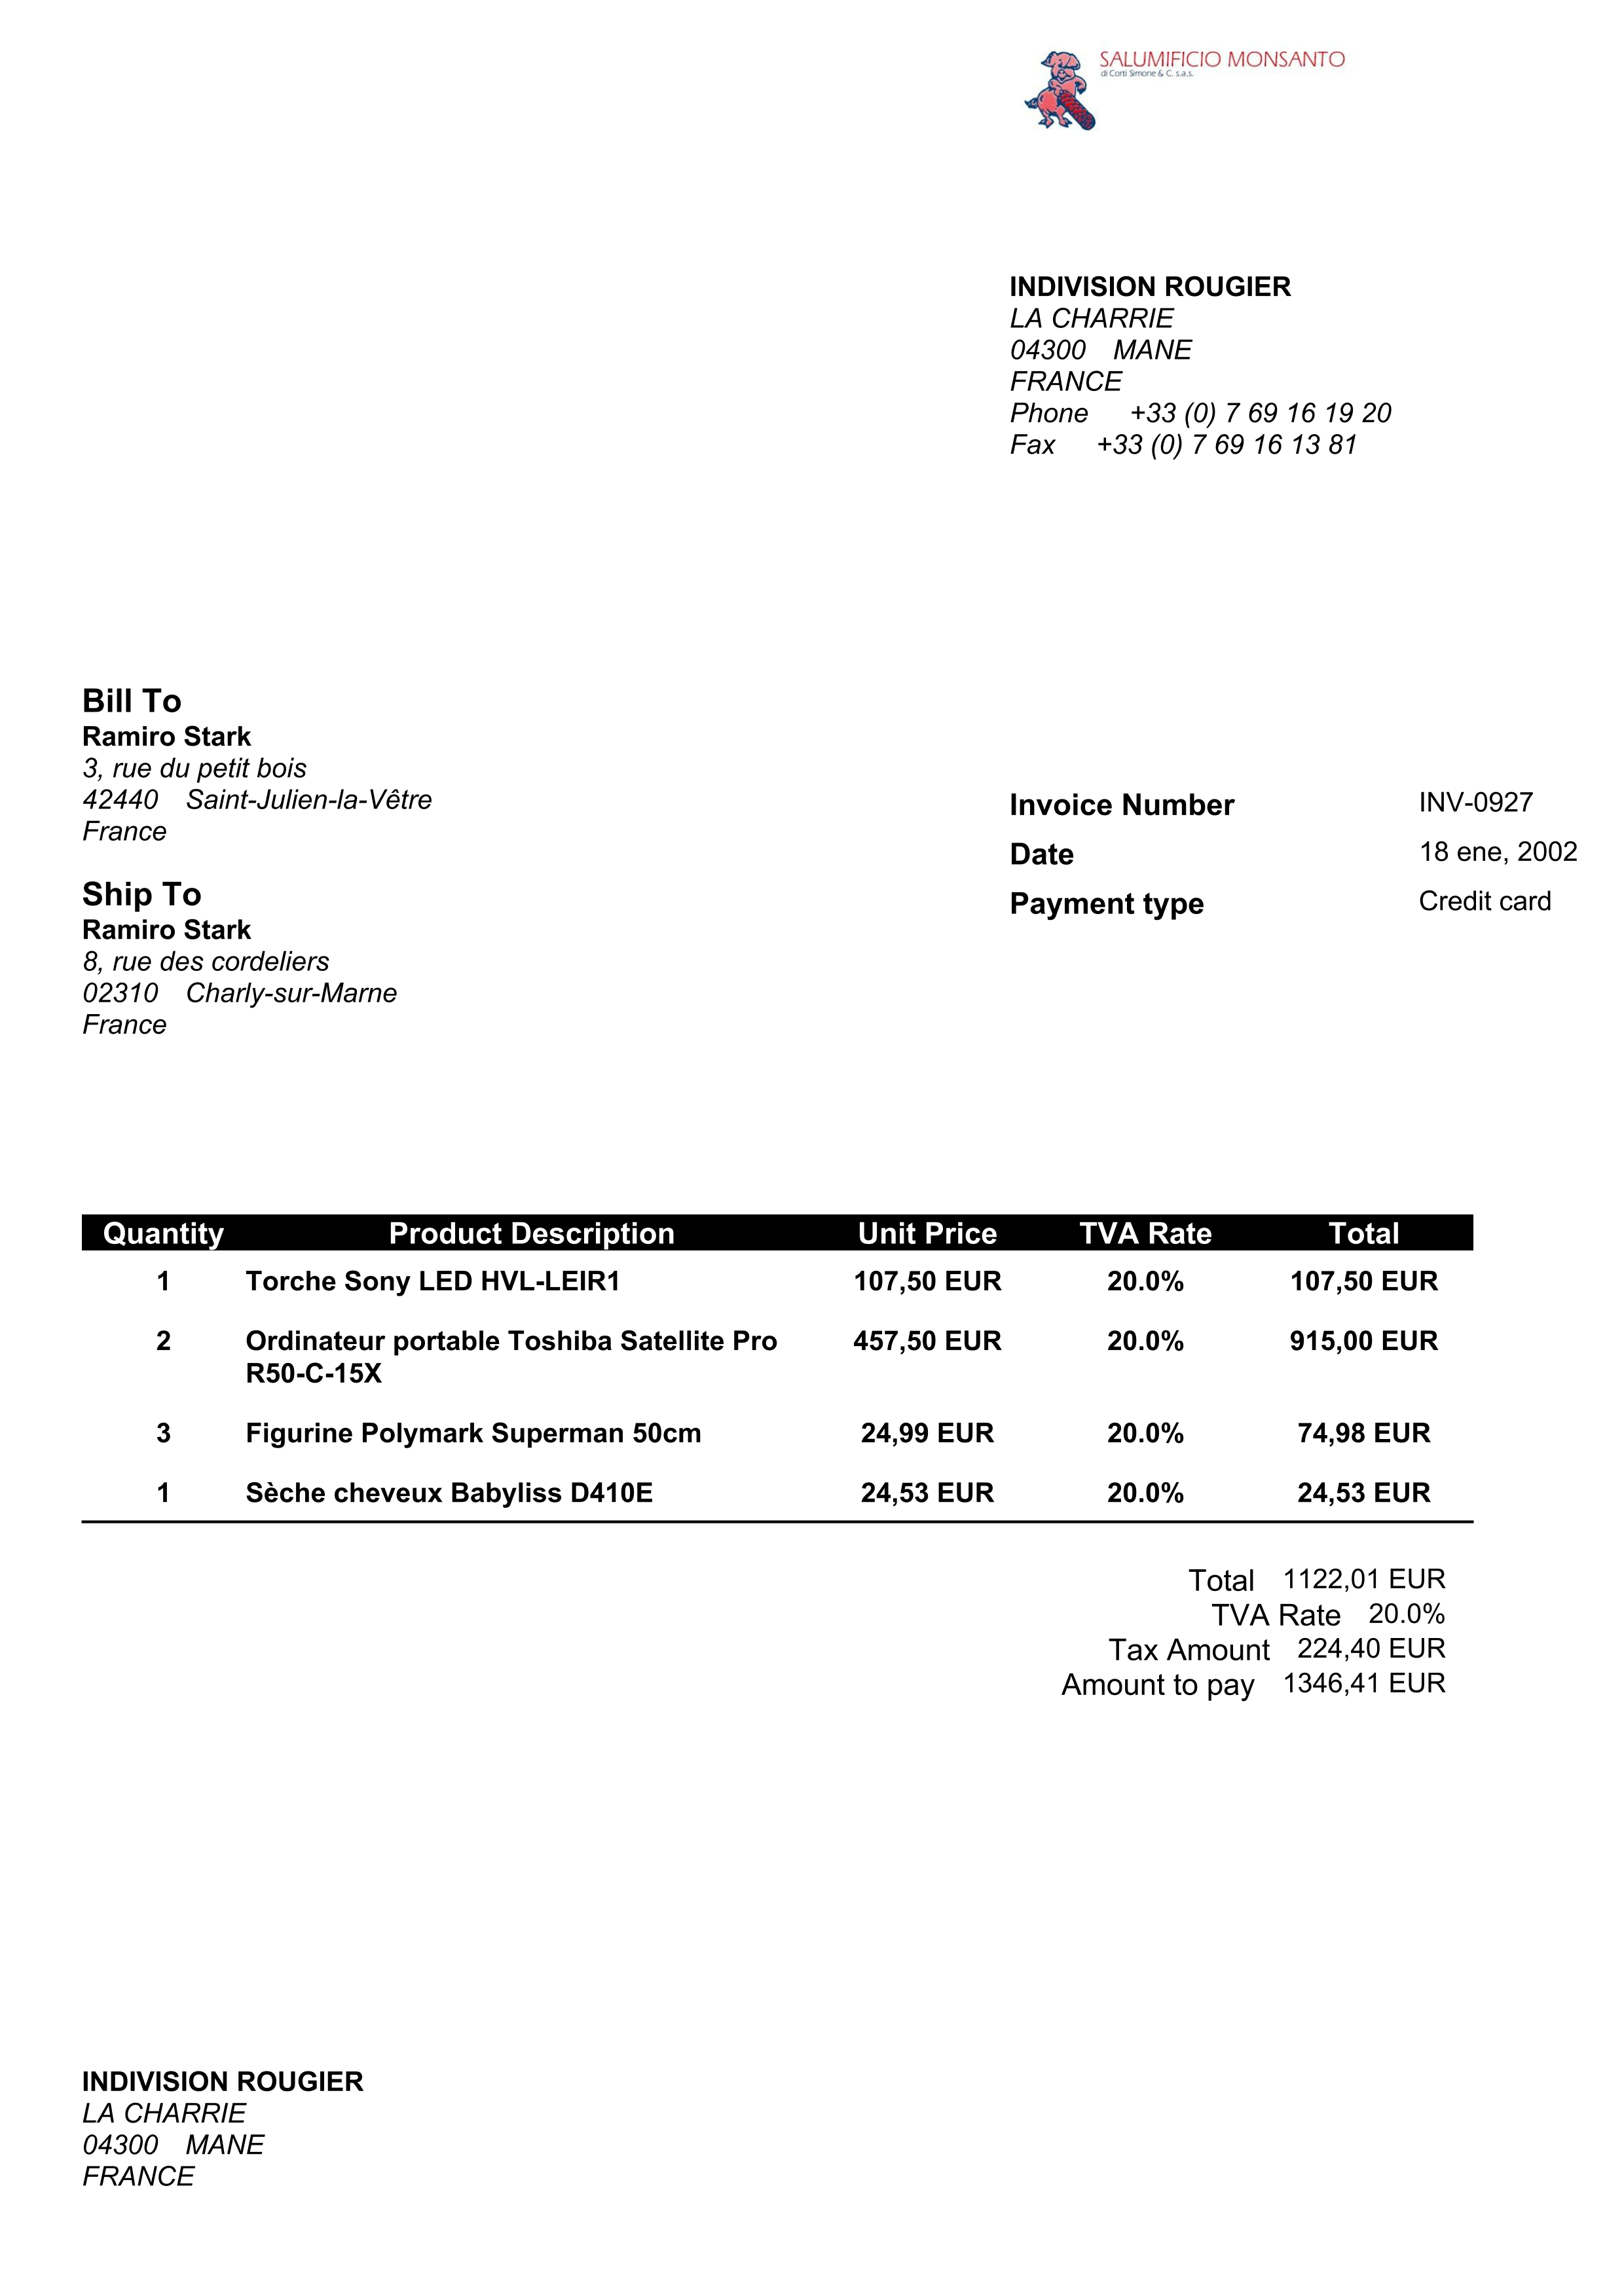 SALUMIFICIO MONSANTO
di Corti Simone & C. s.a.s.
INDIVISION ROUGIER
LA CHARRIE
04300 MANE
FRANCE
Phone +33 (0) 7 69 16 19 20
Fax +33 (0) 7 69 16 13 81
Bill To
Ramiro Stark
3, rue du petit bois
42440 Saint-Julien-la-Vêtre
France
Ship To
Ramiro Stark
8, rue des cordeliers
02310 Charly-sur-Marne
France
Invoice Number INV-0927
Date 18 ene, 2002
Payment type Credit card
Quantity Product Description Unit Price TVA Rate Total
1 Torche Sony LED HVL-LEIR1 107,50 EUR 20.0% 107,50 EUR
2 Ordinateur portable Toshiba Satellite Pro 457,50 EUR 20.0% 915,00 EUR
R50-C-15X
3 Figurine Polymark Superman 50cm 24,99 EUR 20.0% 74,98 EUR
1 Sèche cheveux Babyliss D410E 24,53 EUR 20.0% 24,53 EUR
Total 1122,01 EUR
TVA Rate 20.0%
Tax Amount 224,40 EUR
Amount to pay 1346,41 EUR
INDIVISION ROUGIER
LA CHARRIE
04300 MANE
FRANCE